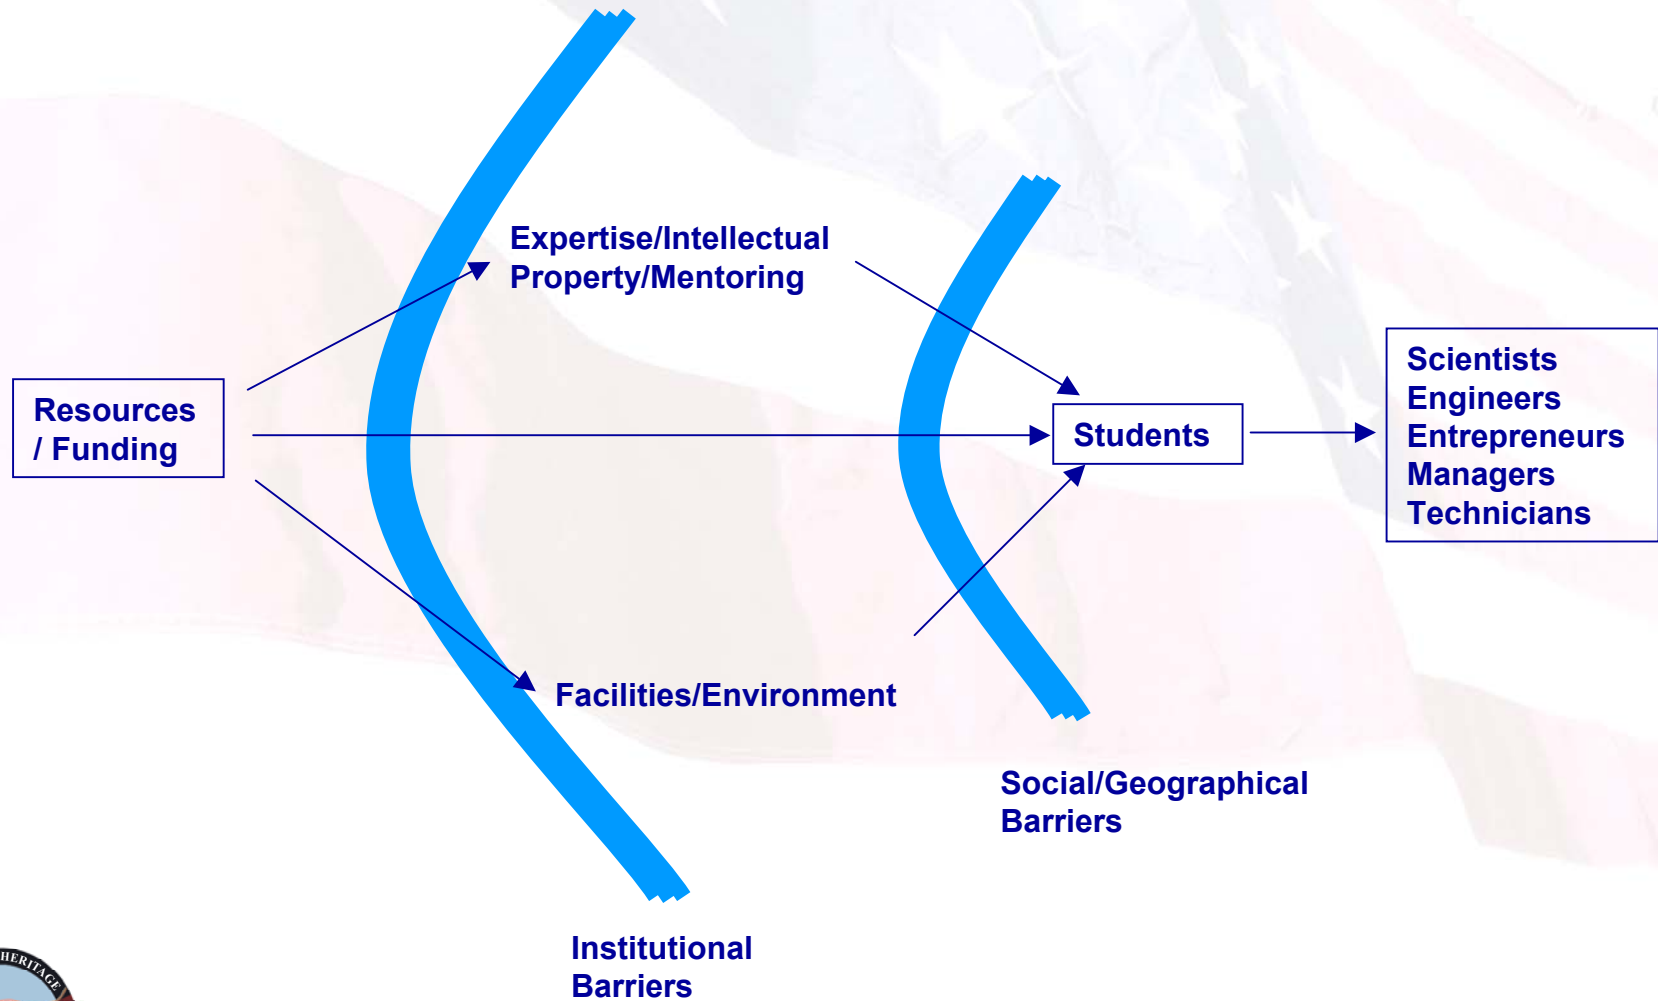 Expertise/Intellectual
Property/Mentoring
Resources
/ Funding
Students
Scientists
Engineers
Entrepreneurs
Managers
Technicians
Facilities/Environment
Social/Geographical
Barriers
Institutional
Barriers
HERITAGE